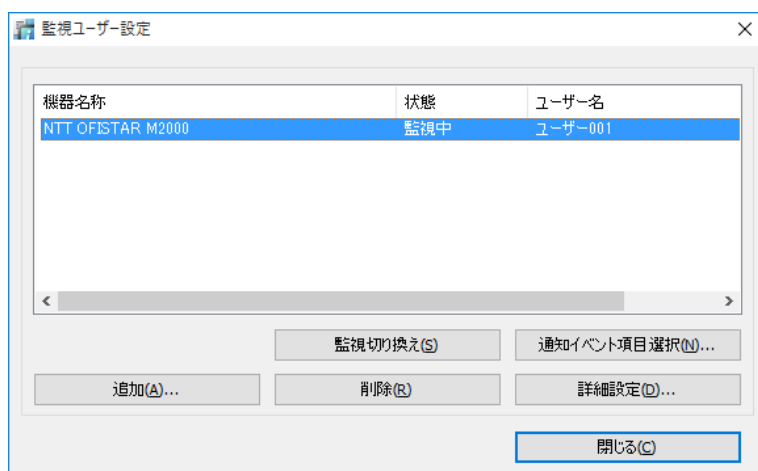 監視ユーザー設定
機器名称 状態 ユーザー名
NTT OFISTAR M2000 監視中 ユーザー001
監視切り換え(S) 通知イベント項目選択(N)...
追加(A)... 削除(R) 詳細設定(D)...
閉じる(C)